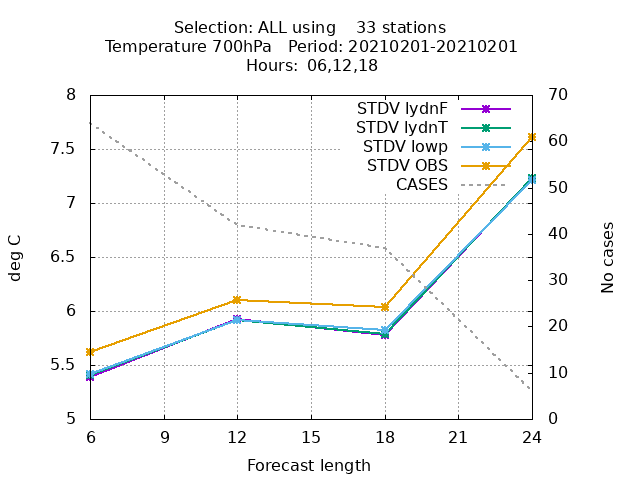 Selection: ALL using    33 stations
Temperature 700hPa   Period: 20210201-20210201
Hours:  06,12,18
8
7.5
7
6.5
6
5.5
5
70
60
50
40
30
20
10
0
STDV lydnF
STDV lydnT
STDV lowp
STDV OBS
CASES
deg C
No cases
6 9 12 15 18 21 24
Forecast length